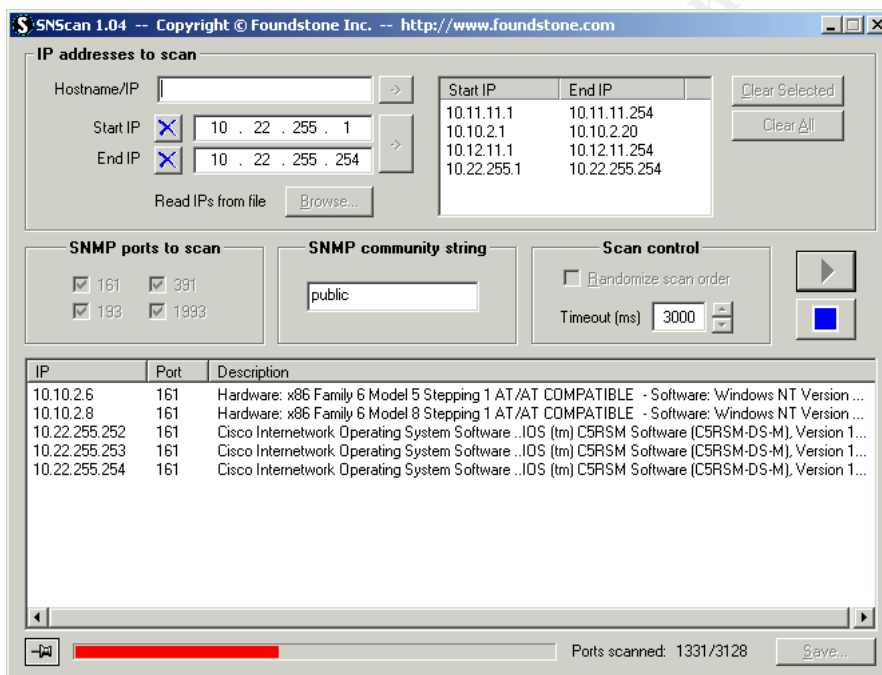 SNScan 1.04 -- Copyright © Foundstone Inc. -- http://www.foundstone.com
IP addresses to scan
Hostname/IP ->
Start IP 10 . 22 . 255 . 1
End IP 10 . 22 . 255 . 254
->
Read IPs from file Browse...
Start IP End IP
10.11.11.1 10.11.11.254
10.10.2.1 10.10.2.20
10.12.11.1 10.12.11.254
10.22.255.1 10.22.255.254
Clear Selected
Clear All
SNMP ports to scan
161 391
193 1993
SNMP community string
public
Scan control
Randomize scan order
Timeout (ms) 3000
IP Port Description
10.10.2.6 161 Hardware: x86 Family 6 Model 5 Stepping 1 AT/AT COMPATIBLE - Software: Windows NT Version ...
10.10.2.8 161 Hardware: x86 Family 6 Model 8 Stepping 1 AT/AT COMPATIBLE - Software: Windows NT Version ...
10.22.255.252 161 Cisco Internetwork Operating System Software ..IOS (tm) C5RSM Software (C5RSM-DS-M), Version 1...
10.22.255.253 161 Cisco Internetwork Operating System Software ..IOS (tm) C5RSM Software (C5RSM-DS-M), Version 1...
10.22.255.254 161 Cisco Internetwork Operating System Software ..IOS (tm) C5RSM Software (C5RSM-DS-M), Version 1...
Ports scanned: 1331/3128 Save...